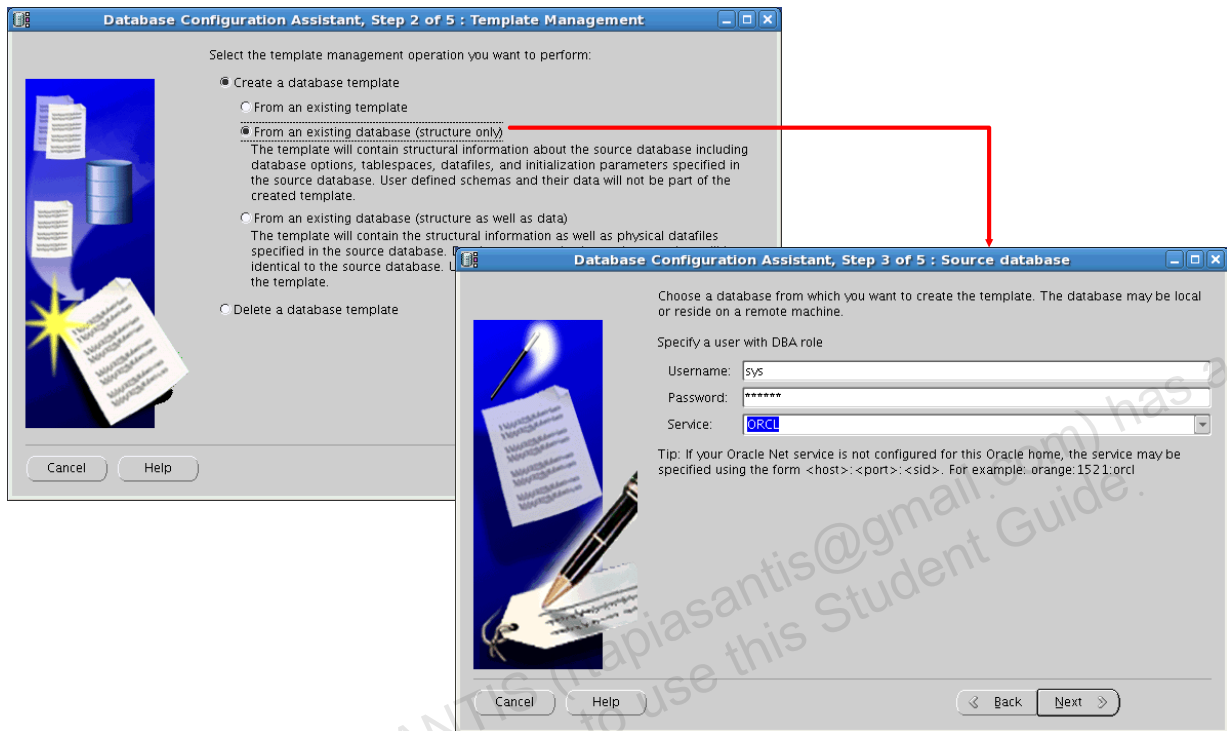 Database Configuration Assistant, Step 2 of 5 : Template Management
Select the template management operation you want to perform:
Create a database template
From an existing template
From an existing database (structure only)
The template will contain structural information about the source database including
database options, tablespaces, datafiles, and initialization parameters specified in
the source database. User defined schemas and their data will not be part of the
created template.
From an existing database (structure as well as data)
The template will contain the structural information as well as physical datafiles
specified in the source database.
identical to the source database.
the template.
Delete a database template
Cancel
Help
Database Configuration Assistant, Step 3 of 5 : Source database
Choose a database from which you want to create the template. The database may be local
or reside on a remote machine.
Specify a user with DBA role
Username: sys
Password: ******
Service: ORCL
Tip: If your Oracle Net service is not configured for this Oracle home, the service may be
specified using the form <host>:<port>:<sid>. For example: orange:1521:orcl
Cancel
Help
Back
Next
has a
to use this Student Guide.